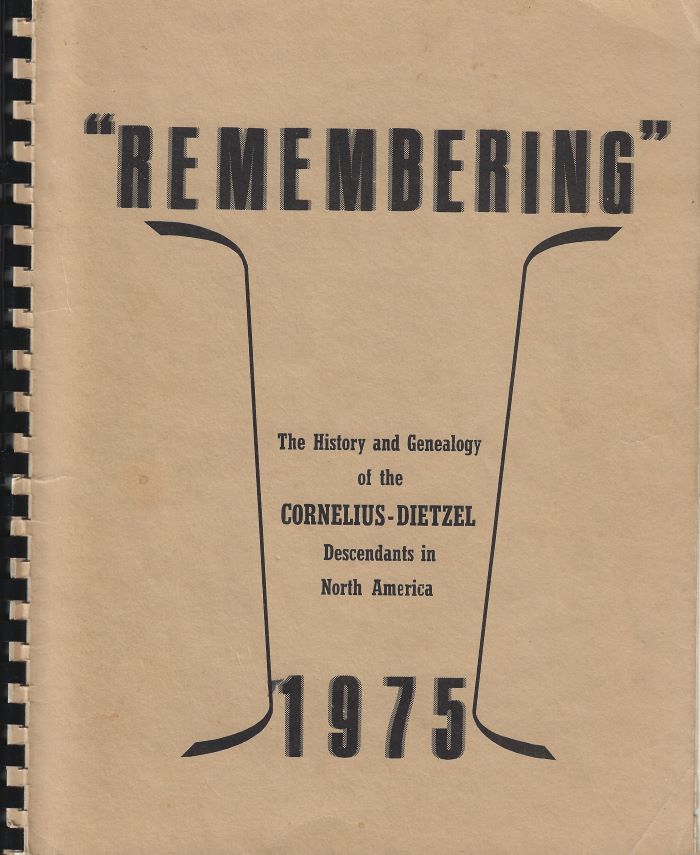 “REMEMBERING”
The History and Genealogy
of the
CORNELIUS-DIETZEL
Descendants in
North America
1975